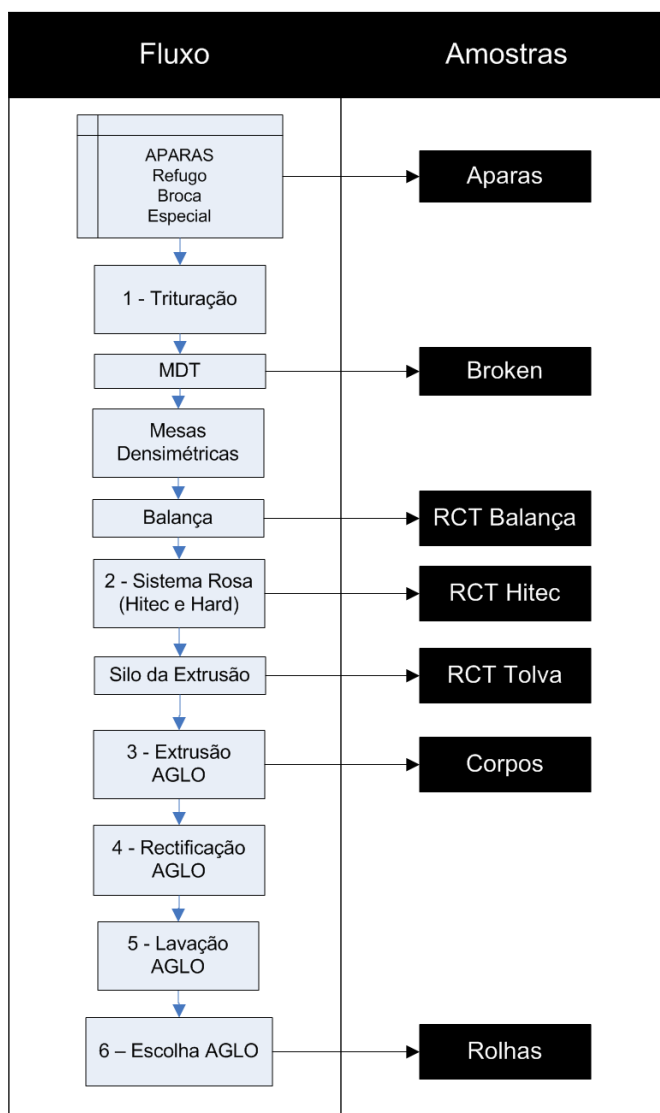 Fluxo
Amostras
APARAS
Refugo
Broca
Especial
Aparas
1 - Trituração
MDT
Broken
Mesas
Densimétricas
Balança
RCT Balança
2 - Sistema Rosa
(Hitec e Hard)
RCT Hitec
Silo da Extrusão
RCT Tolva
3 - Extrusão
AGLO
Corpos
4 - Rectificação
AGLO
5 - Lavação
AGLO
6 – Escolha AGLO
Rolhas